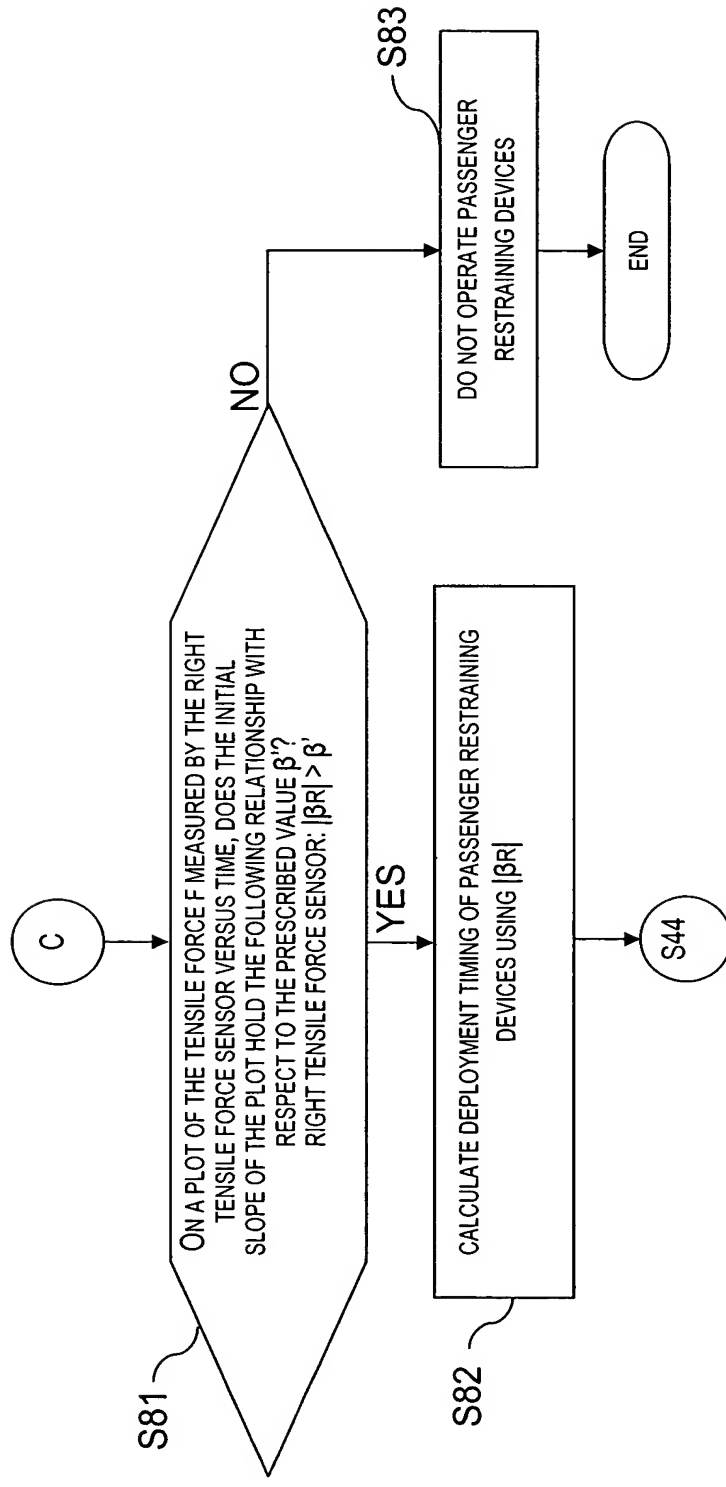 C
S81
ON A PLOT OF THE TENSILE FORCE F MEASURED BY THE RIGHT
TENSILE FORCE SENSOR VERSUS TIME, DOES THE INITIAL
SLOPE OF THE PLOT HOLD THE FOLLOWING RELATIONSHIP WITH
RESPECT TO THE PRESCRIBED VALUE β'?
RIGHT TENSILE FORCE SENSOR: |βR| > β'
NO
YES
S82
CALCULATE DEPLOYMENT TIMING OF PASSENGER RESTRAINING
DEVICES USING |βR|
S44
S83
DO NOT OPERATE PASSENGER
RESTRAINING DEVICES
END